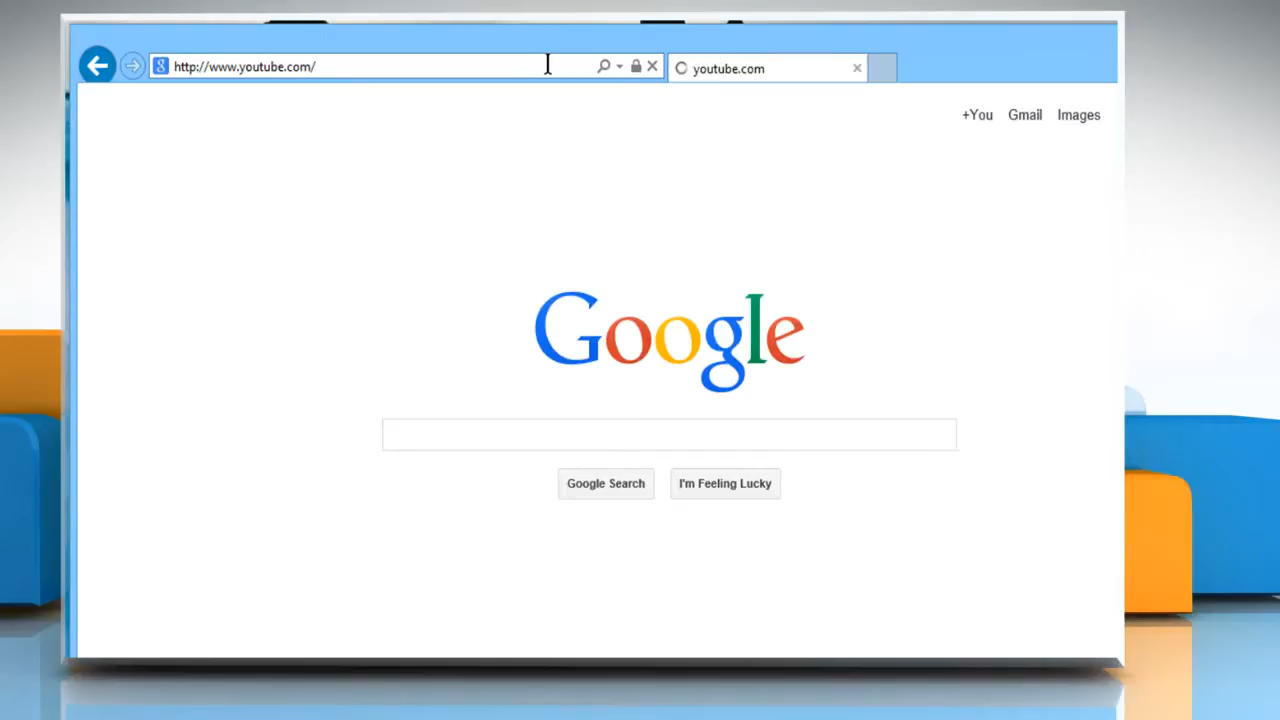 http://www.youtube.com/
youtube.com
+You Gmail Images
Google
Google Search
I'm Feeling Lucky